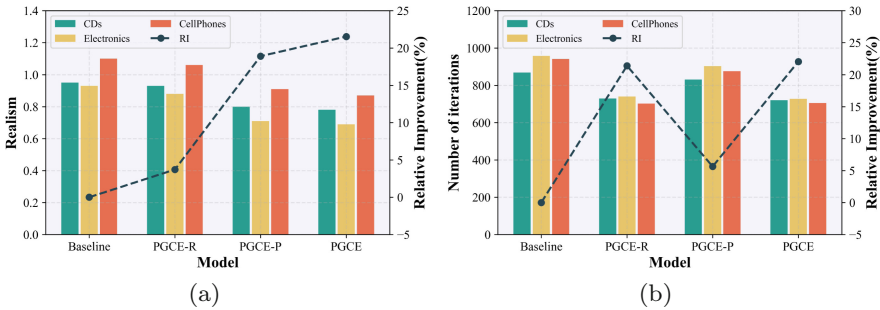 CDs
CellPhones
Electronics
RI
1.4
1.2
1.0
0.8
0.6
0.4
0.2
0.0
Realism
25
20
15
10
5
0
−5
Relative Improvement(%)
Baseline
PGCE-R
PGCE-P
PGCE
Model
(a)
CDs
CellPhones
Electronics
RI
1200
1000
800
600
400
200
0
Number of iterations
30
25
20
15
10
5
0
−5
Relative Improvement(%)
Baseline
PGCE-R
PGCE-P
PGCE
Model
(b)